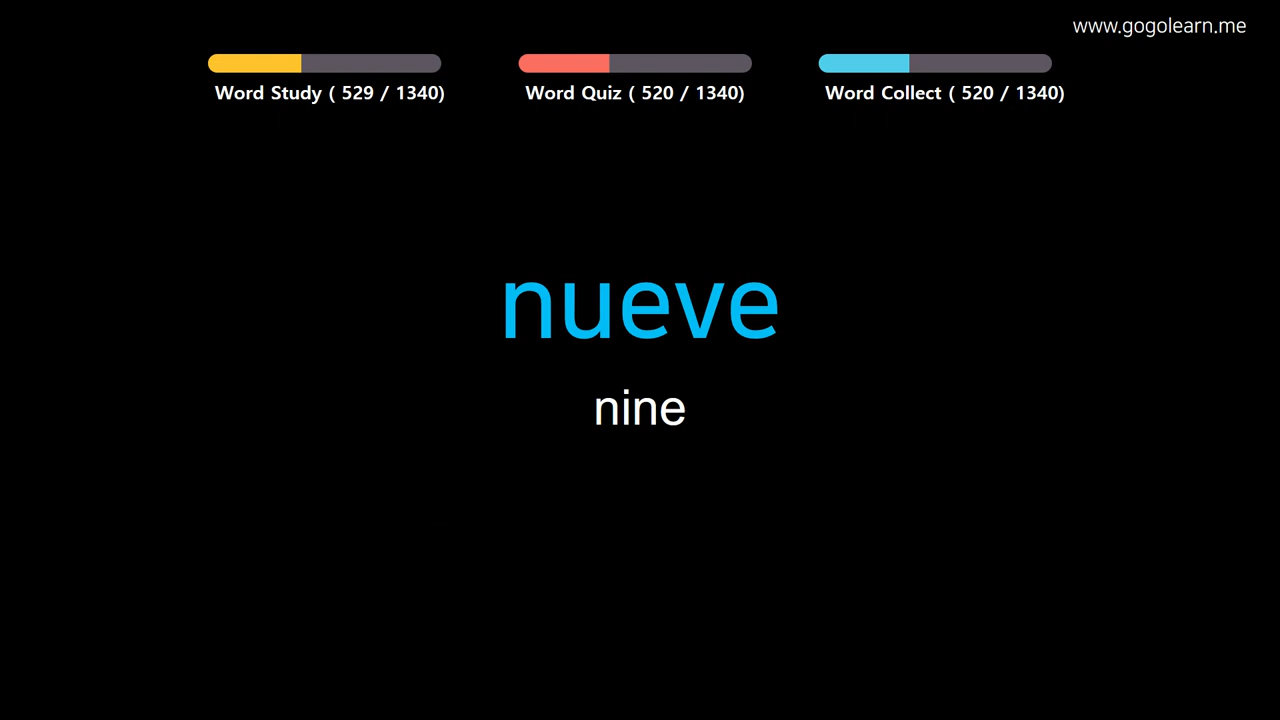 www.gogolearn.me
Word Study ( 529 / 1340)
Word Quiz ( 520 / 1340)
Word Collect ( 520 / 1340)
nueve
nine